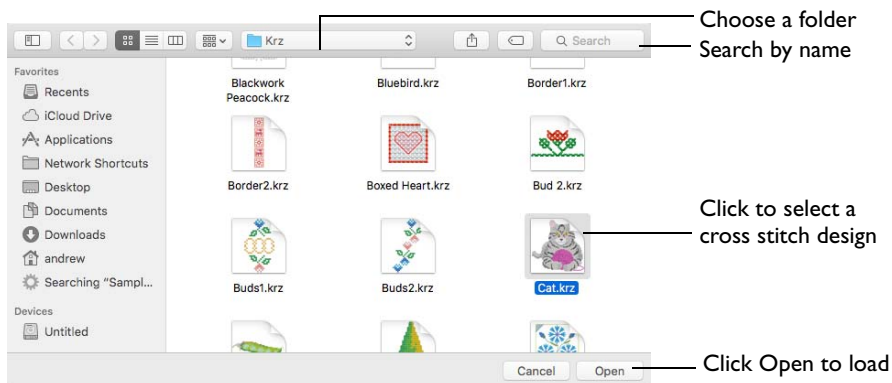 Choose a folder
Krz
Search
Search by name
Favorites
Recents
iCloud Drive
Applications
Network Shortcuts
Desktop
Documents
Downloads
andrew
Searching “Sampl...
Devices
Untitled
Blackwork
Peacock.krz
Bluebird.krz
Border1.krz
Border2.krz
Boxed Heart.krz
Bud 2.krz
Buds1.krz
Buds2.krz
Cat.krz
Click to select a
cross stitch design
Cancel
Open
Click Open to load